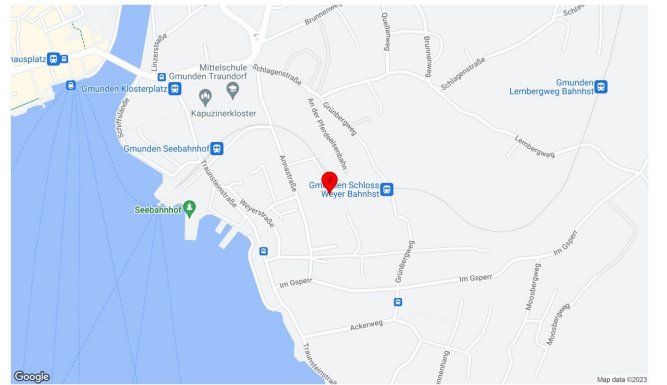 Brunnenweg
Linzerstraße
Quellenweg
Brunnenweg
Schlagenstraße
hausplatz
Mittelschule
Gmunden Traundorf
Schlagenstraße
Gmunden
Lembergweg Bahnhst
Gmunden Klosterplatz
Schiffslände
Kapuzinerkloster
An der Pferdeeisenbahn
Grünbergweg
Lembergweg
Gmunden Seebahnhof
Traunsteinstraße
Annastraße
Gmunden Schloss
Weyer Bahnhst
Seebahnhof
Weyerstraße
Grünbergweg
Im Gsperr
Im Gsperr
Moosbergweg
Moosbergweg
Ackerweg
Traunsteinstraße
nnenhang
Google
Map data ©2023